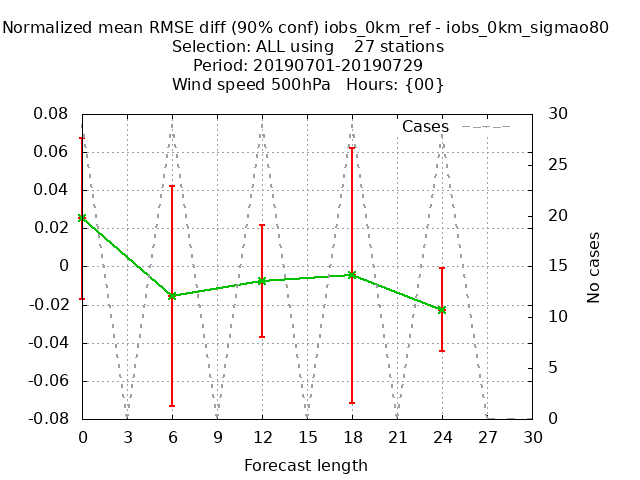 Normalized mean RMSE diff (90% conf) iobs_0km_ref - iobs_0km_sigmao80
Selection: ALL using    27 stations
Period: 20190701-20190729
Wind speed 500hPa   Hours: {00}
0.08
0.06
0.04
0.02
0
-0.02
-0.04
-0.06
-0.08
Cases
30
25
20
15
10
5
0
No cases
0 3 6 9 12 15 18 21 24 27 30
Forecast length